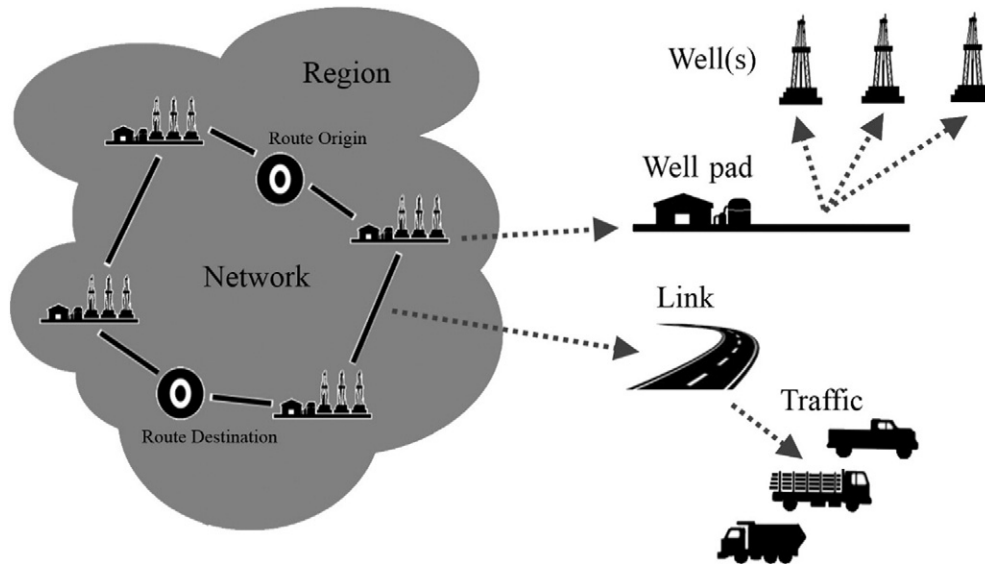 Region
Route Origin
Network
Route Destination
Well(s)
Well pad
Link
Traffic